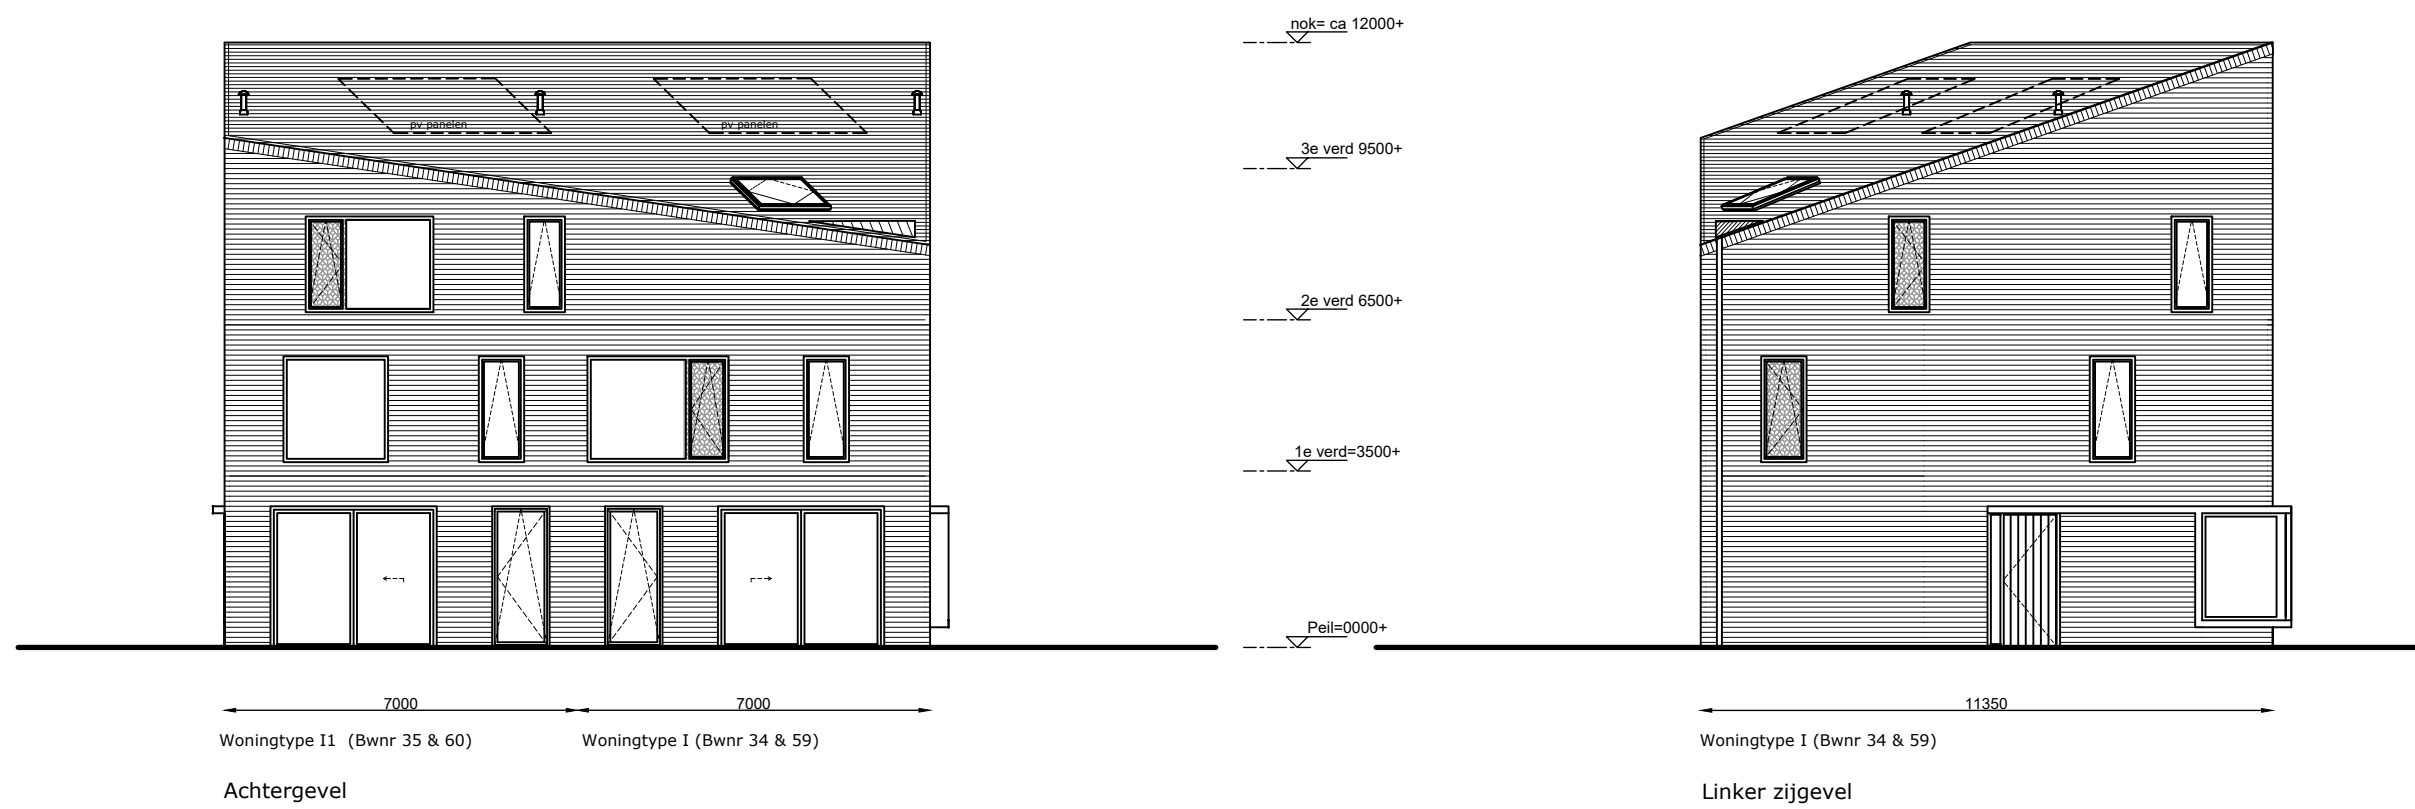 nok= ca 12000+
pv panelen
pv panelen
3e verd 9500+
2e verd 6500+
1e verd=3500+
Peil=0000+
7000
7000
11350
Woningtype I1 (Bwnr 35 & 60)
Woningtype I (Bwnr 34 & 59)
Woningtype I (Bwnr 34 & 59)
Achtergevel
Linker zijgevel